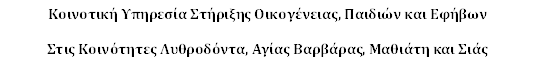 Κοινοτική Υπηρεσία Στήριξης Οικογένειας, Παιδιών και Εφήβων
Στις Κοινότητες Λυθροδόντα, Αγίας Βαρβάρας, Μαθιάτη και Σιάς